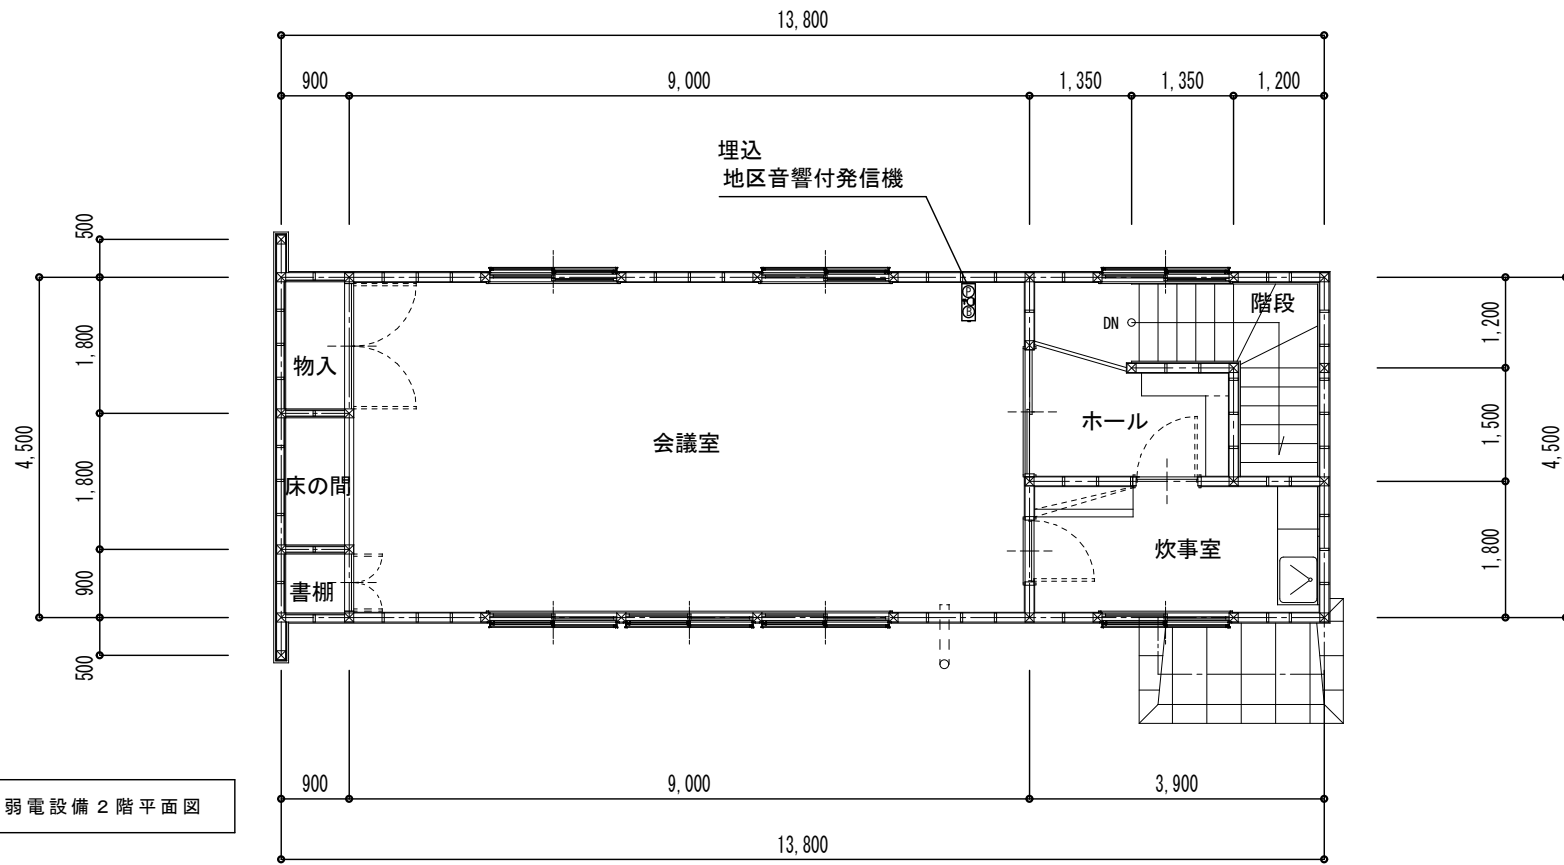 13,800
900
9,000
1,350
1,350
1,200
埋込
地区音響付発信機
500
1,800
1,800
900
500
4,500
P
B
階段
DN
物入
ホール
会議室
床の間
炊事室
書棚
1,200
1,500
1,800
4,500
弱電設備2階平面図
900
9,000
3,900
13,800